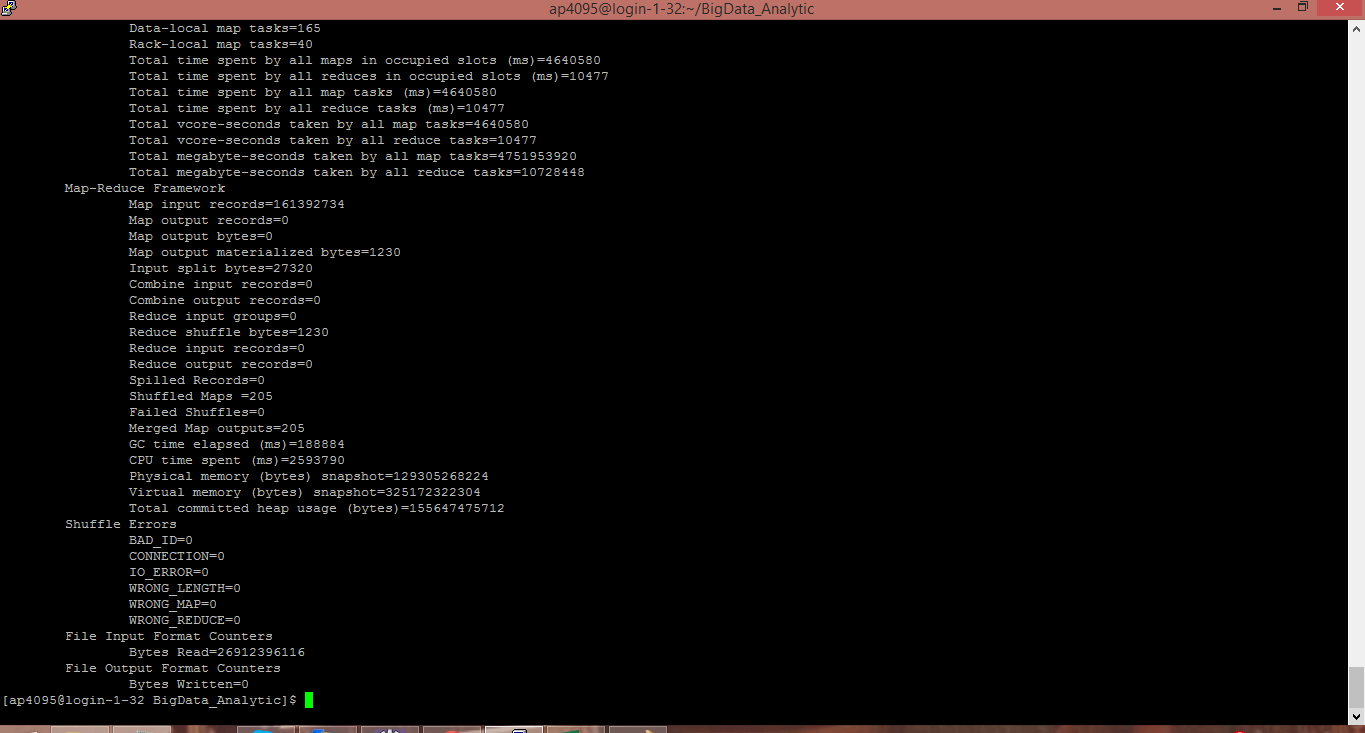 ap4095@login-1-32:~/BigData_Analytic
Data-local map tasks=165
Rack-local map tasks=40
Total time spent by all maps in occupied slots (ms)=4640580
Total time spent by all reduces in occupied slots (ms)=10477
Total time spent by all map tasks (ms)=4640580
Total time spent by all reduce tasks (ms)=10477
Total vcore-seconds taken by all map tasks=4640580
Total vcore-seconds taken by all reduce tasks=10477
Total megabyte-seconds taken by all map tasks=4751953920
Total megabyte-seconds taken by all reduce tasks=10728448
Map-Reduce Framework
Map input records=161392734
Map output records=0
Map output bytes=0
Map output materialized bytes=1230
Input split bytes=27320
Combine input records=0
Combine output records=0
Reduce input groups=0
Reduce shuffle bytes=1230
Reduce input records=0
Reduce output records=0
Spilled Records=0
Shuffled Maps =205
Failed Shuffles=0
Merged Map outputs=205
GC time elapsed (ms)=188884
CPU time spent (ms)=2593790
Physical memory (bytes) snapshot=129305268224
Virtual memory (bytes) snapshot=325172322304
Total committed heap usage (bytes)=155647475712
Shuffle Errors
BAD_ID=0
CONNECTION=0
IO_ERROR=0
WRONG_LENGTH=0
WRONG_MAP=0
WRONG_REDUCE=0
File Input Format Counters
Bytes Read=26912396116
File Output Format Counters
Bytes Written=0
[ap4095@login-1-32 BigData_Analytic]$